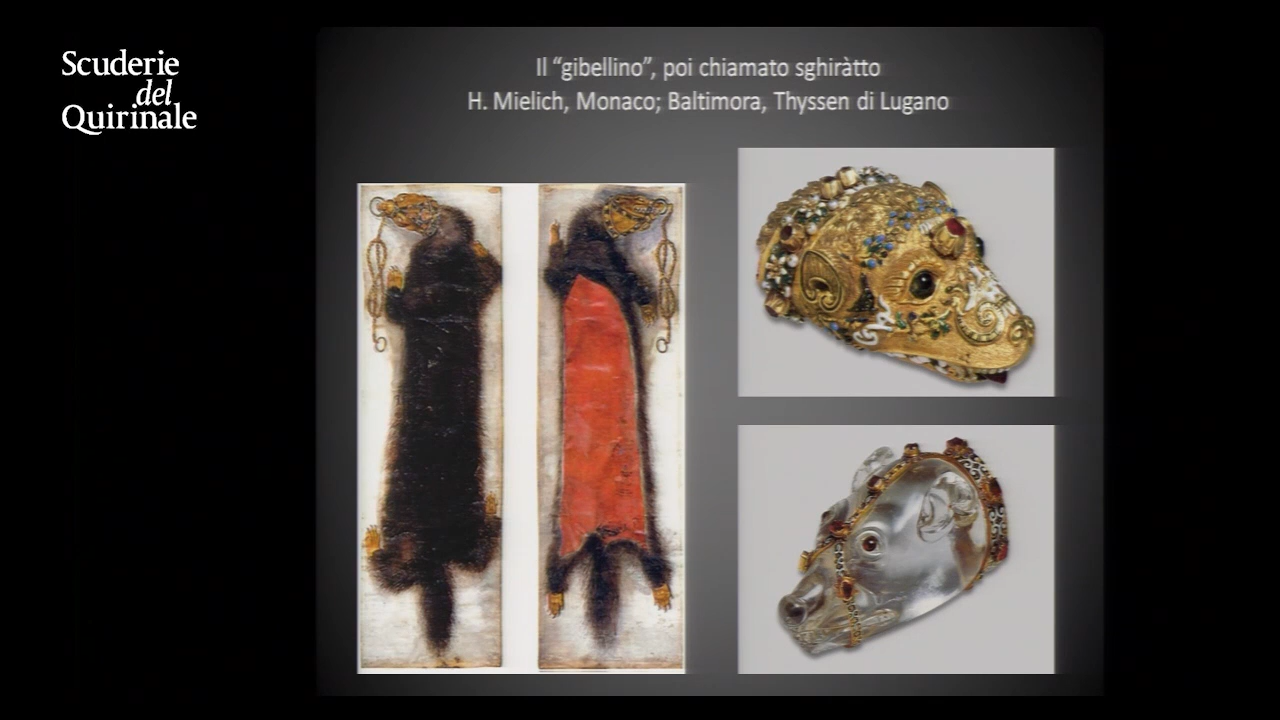 Scuderie
del
Quirinale
Il “gibellino”, poi chiamato sghiràtto
H. Mielich, Monaco; Baltimora, Thyssen di Lugano